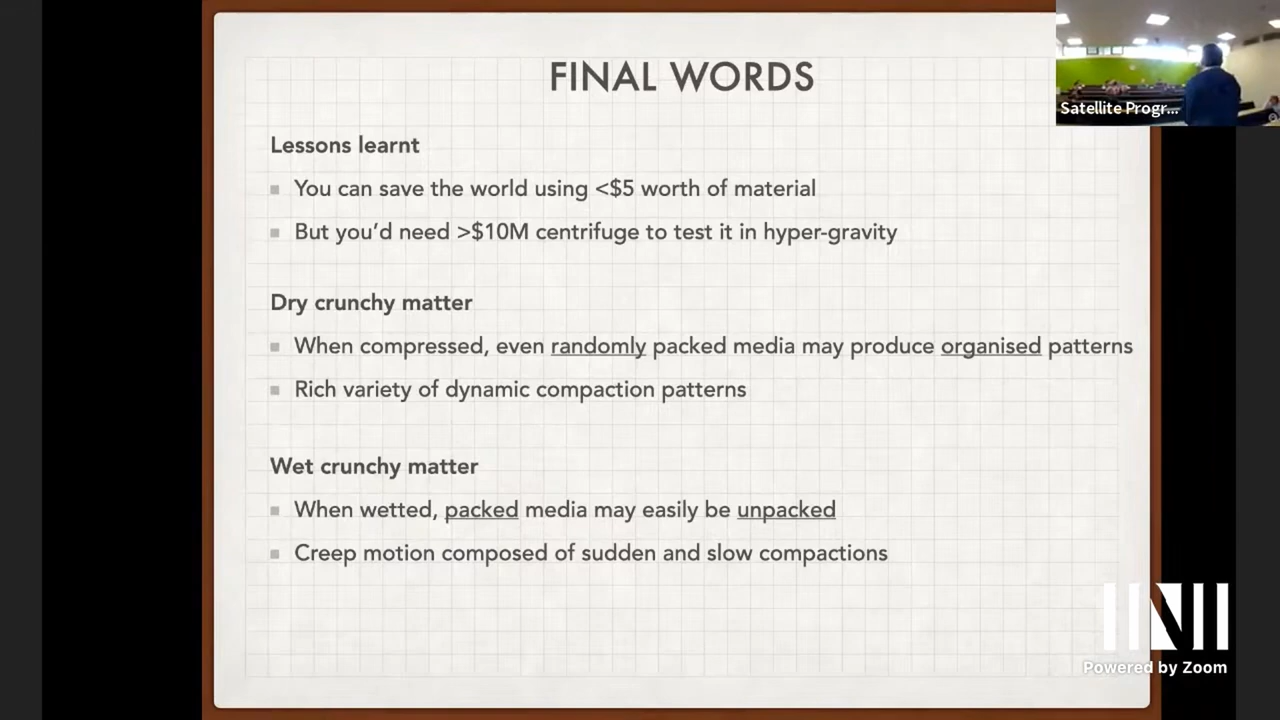 FINAL WORDS
Satellite Progr...
Lessons learnt
You can save the world using <$5 worth of material
But you’d need >$10M centrifuge to test it in hyper-gravity
Dry crunchy matter
When compressed, even randomly packed media may produce organised patterns
Rich variety of dynamic compaction patterns
Wet crunchy matter
When wetted, packed media may easily be unpacked
Creep motion composed of sudden and slow compactions
Powered by Zoom